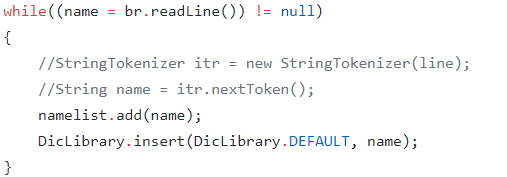 while((name = br.readLine()) != null)
{
    //StringTokenizer itr = new StringTokenizer(line);
    //String name = itr.nextToken();
    namelist.add(name);
    DicLibrary.insert(DicLibrary.DEFAULT, name);
}